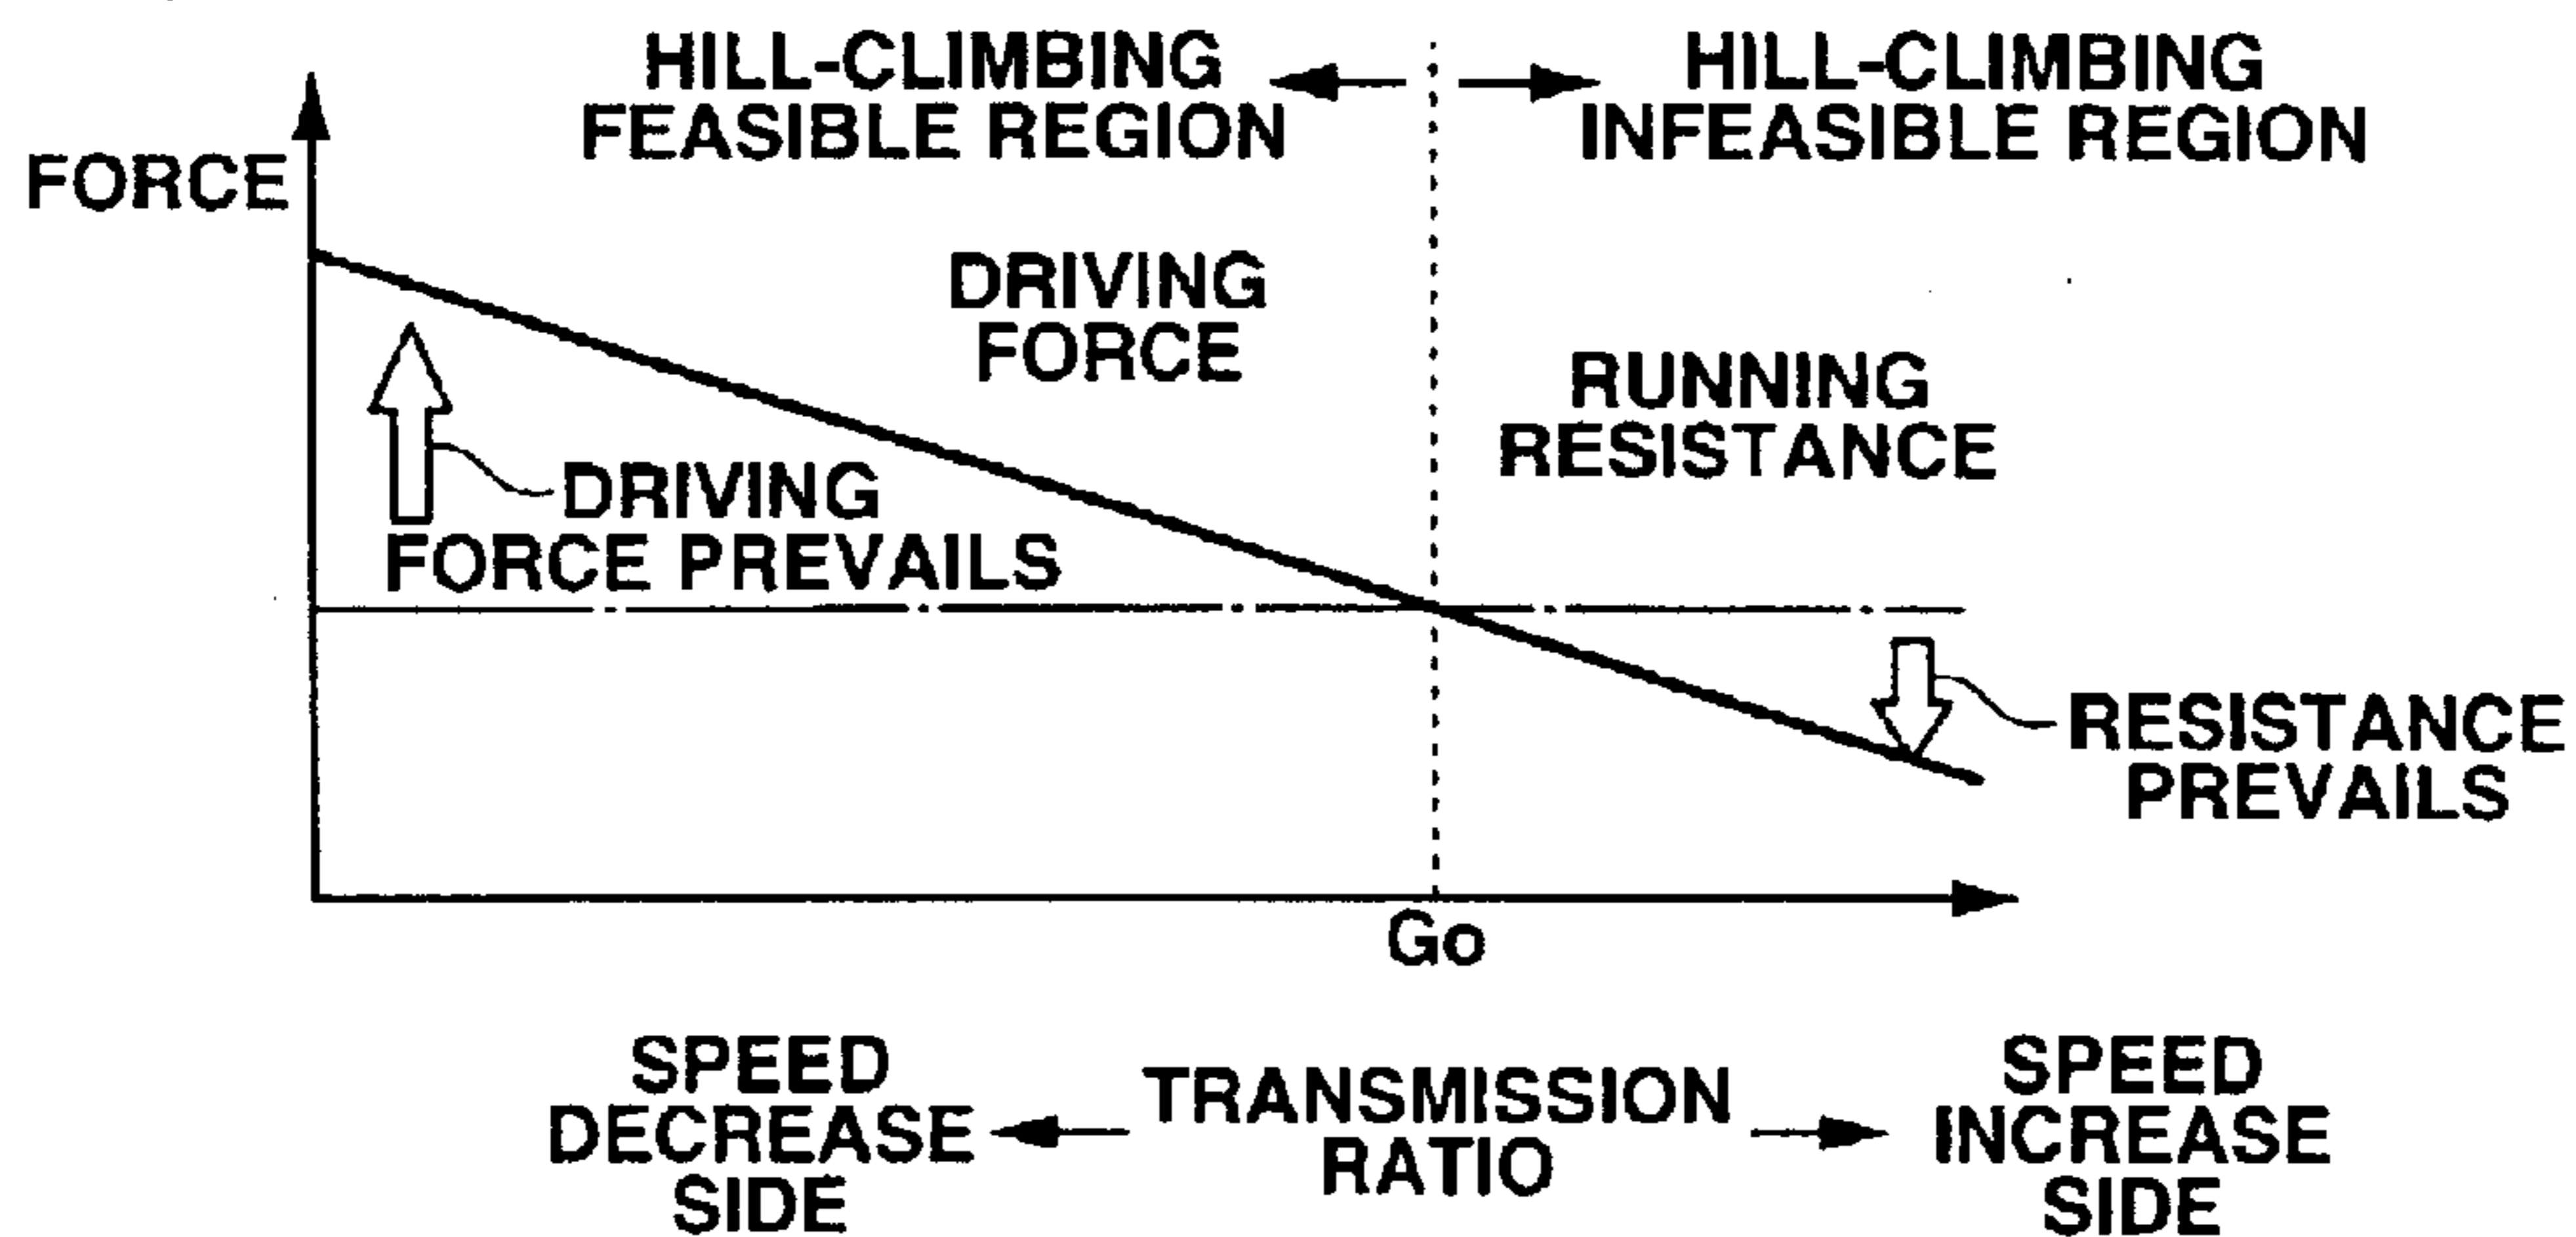 HILL-CLIMBING
FEASIBLE REGION
HILL-CLIMBING
INFEASIBLE REGION
FORCE
DRIVING
FORCE
RUNNING
RESISTANCE
DRIVING
FORCE PREVAILS
RESISTANCE
PREVAILS
Go
SPEED
DECREASE
SIDE
TRANSMISSION
RATIO
SPEED
INCREASE
SIDE